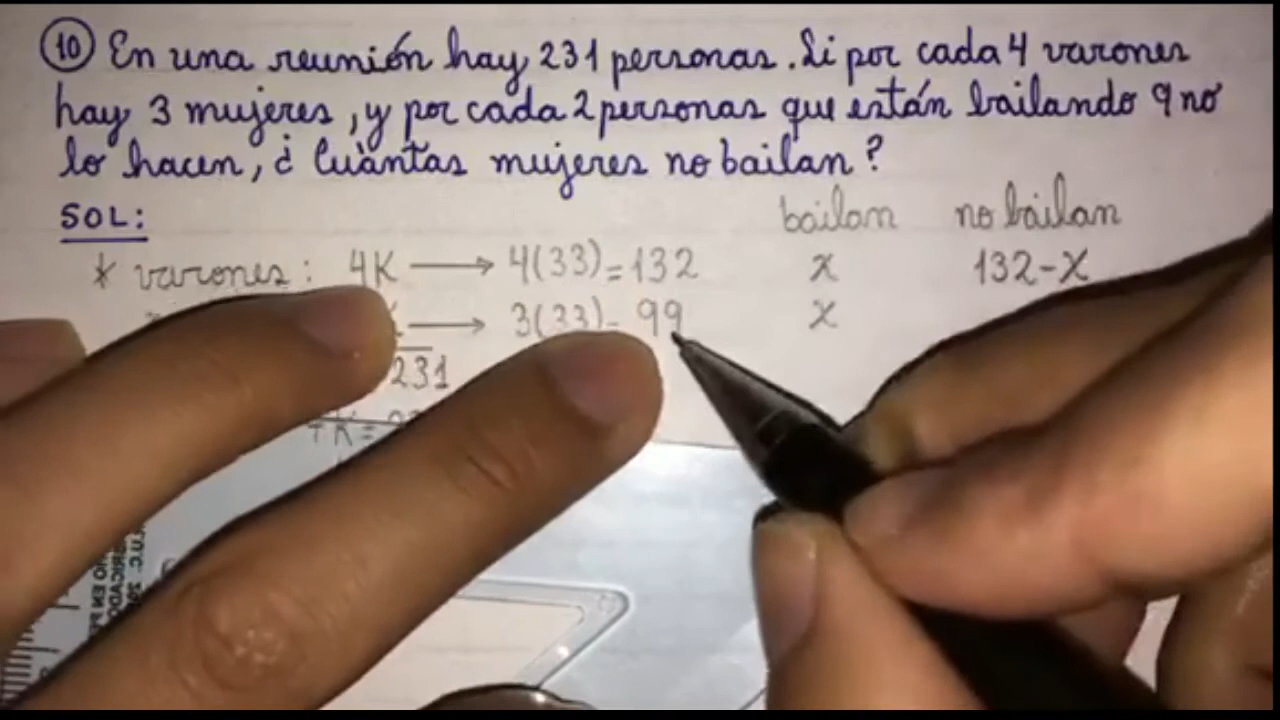 10 En una reunión hay 231 personas. Si por cada 4 varones
hay 3 mujeres, y por cada 2 personas que están bailando 9 no
lo hacen, ¿ Cuántas mujeres no bailan?
SOL: bailan no bailan
* varones: 4K → 4(33) = 132 x 132-x
→ 3(33) = 99 x
231
K =